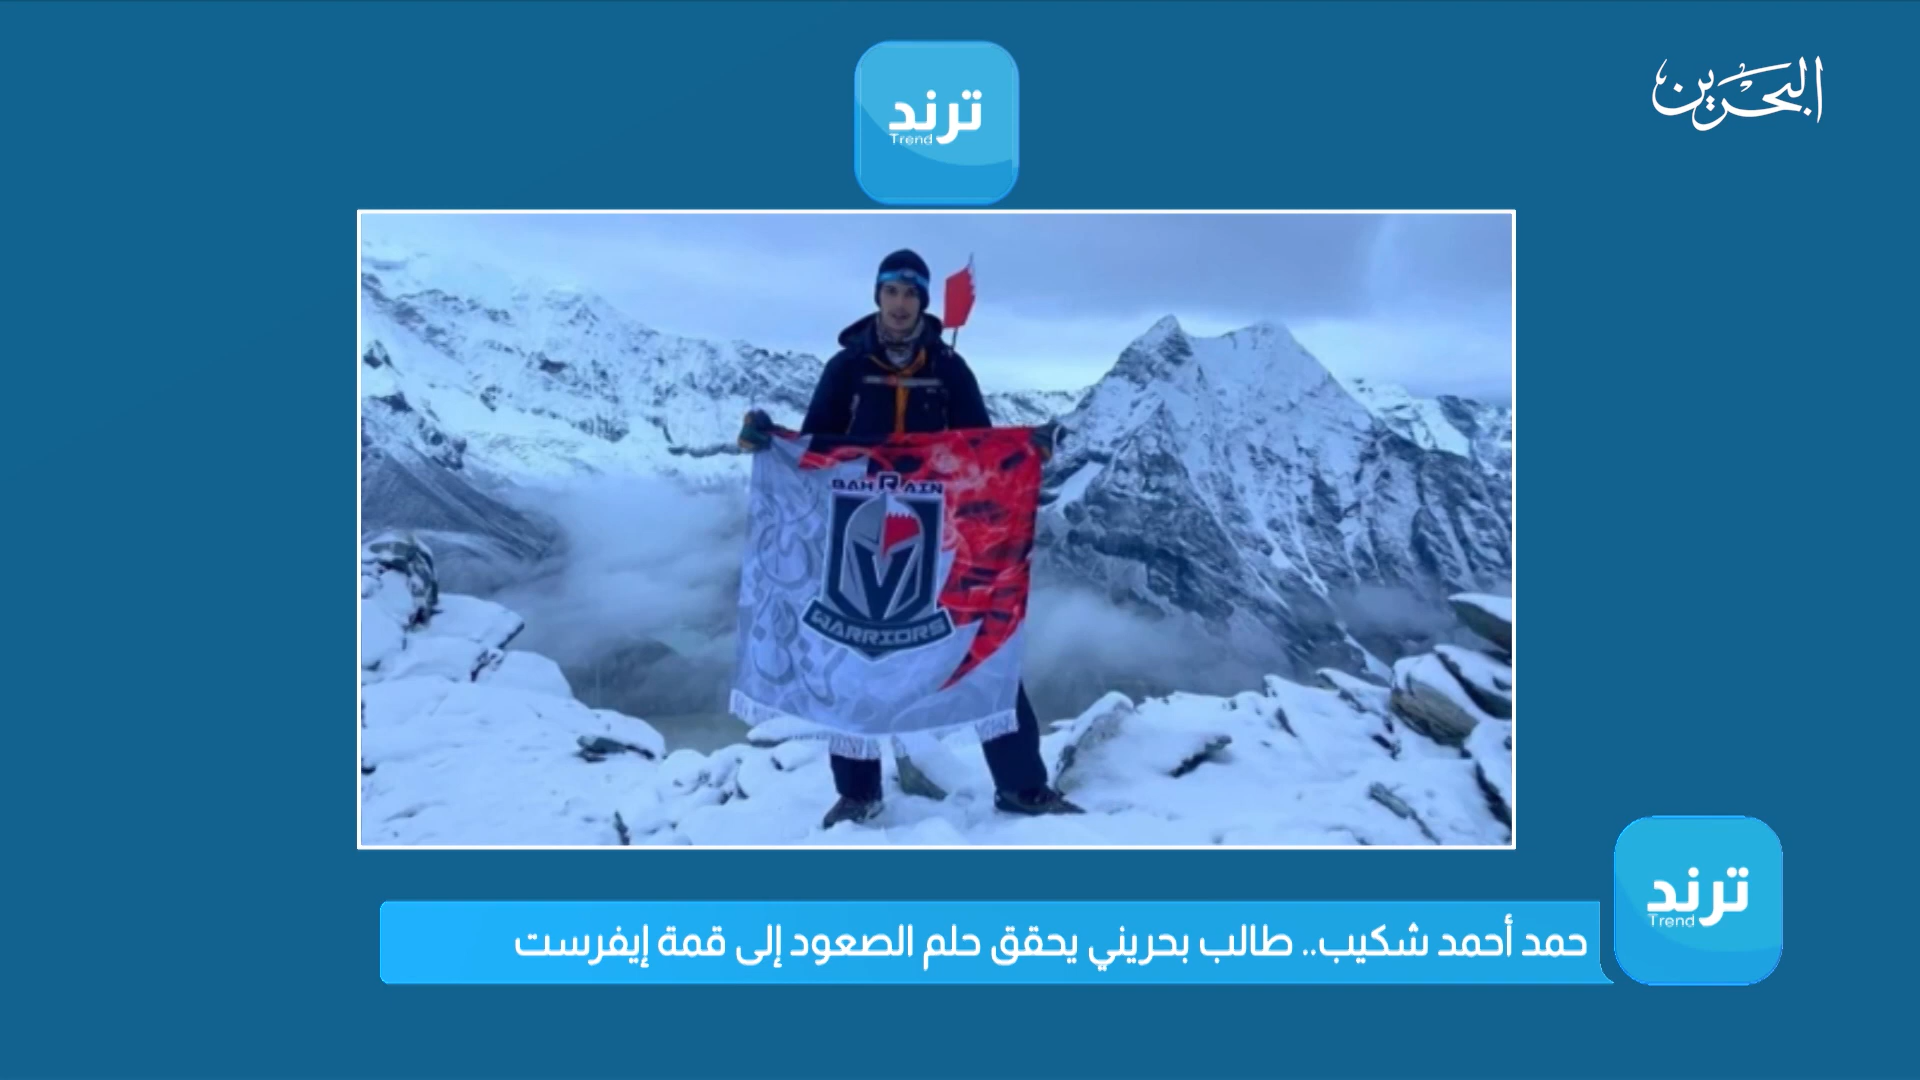 البحرين
ترند
Trend
BAHRAIN
WARRIORS
حمد أحمد شكيب.. طالب بحريني يحقق حلم الصعود إلى قمة إيفرست
ترند
Trend